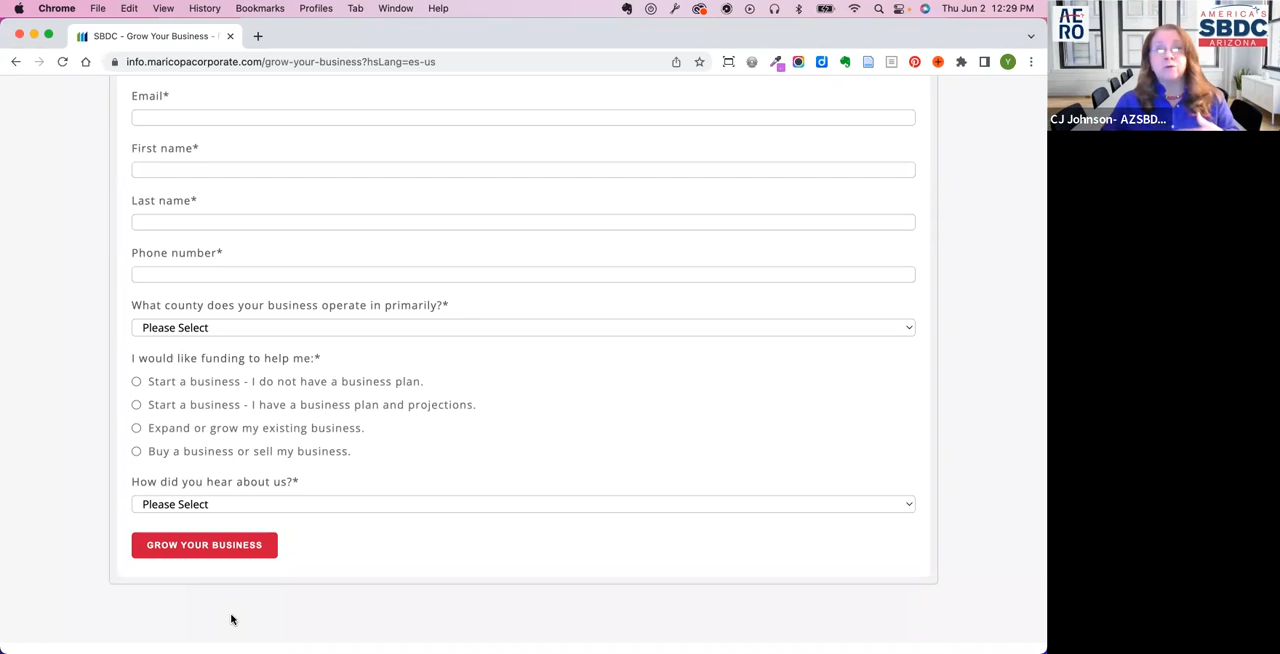 Chrome File Edit View History Bookmarks Profiles Tab Window Help Thu Jun 2 12:29 PM
SBDC - Grow Your Business -
info.maricopacorporate.com/grow-your-business?hsLang=es-us
Y
Email*
First name*
Last name*
Phone number*
What county does your business operate in primarily?*
Please Select
I would like funding to help me:*
Start a business - I do not have a business plan.
Start a business - I have a business plan and projections.
Expand or grow my existing business.
Buy a business or sell my business.
How did you hear about us?*
Please Select
GROW YOUR BUSINESS
AE
RO
AMERICA'S
SBDC
ARIZONA
CJ Johnson- AZSBD...